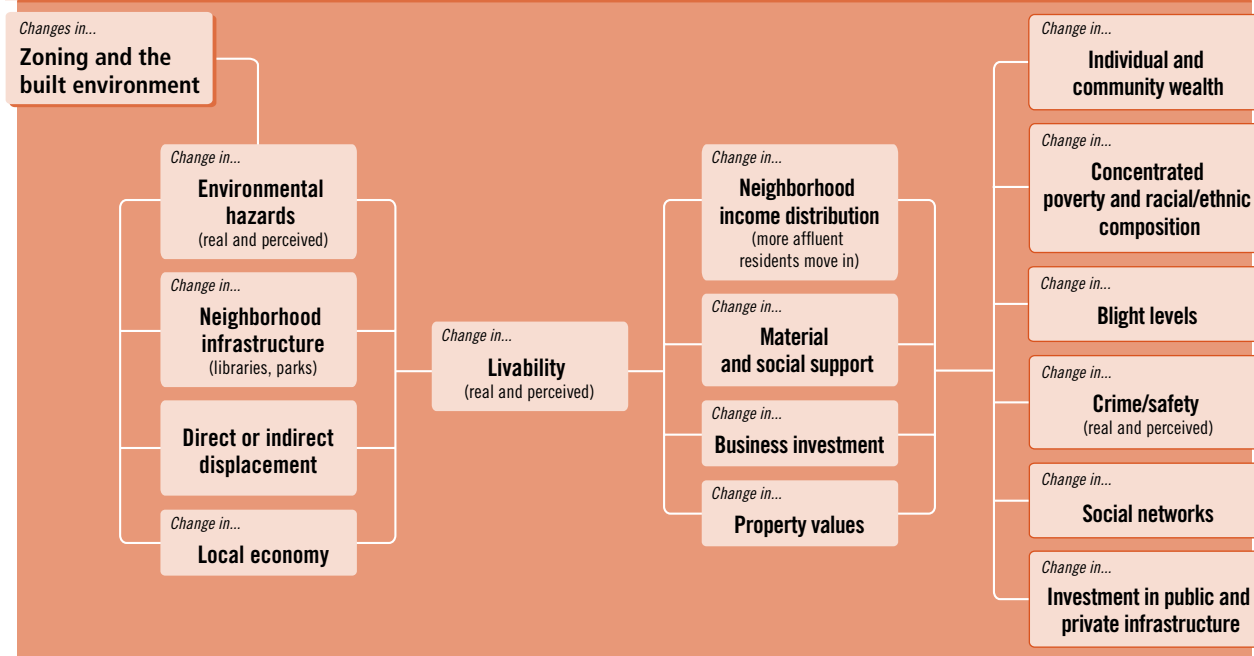 Changes in...
Zoning and the
built environment
Change in...
Environmental
hazards
(real and perceived)
Change in...
Neighborhood
infrastructure
(libraries, parks)
Direct or indirect
displacement
Change in...
Local economy
Change in...
Livability
(real and perceived)
Change in...
Neighborhood
income distribution
(more affluent
residents move in)
Change in...
Material
and social support
Change in...
Business investment
Change in...
Property values
Change in...
Individual and
community wealth
Change in...
Concentrated
poverty and racial/ethnic
composition
Change in...
Blight levels
Change in...
Crime/safety
(real and perceived)
Change in...
Social networks
Change in...
Investment in public and
private infrastructure